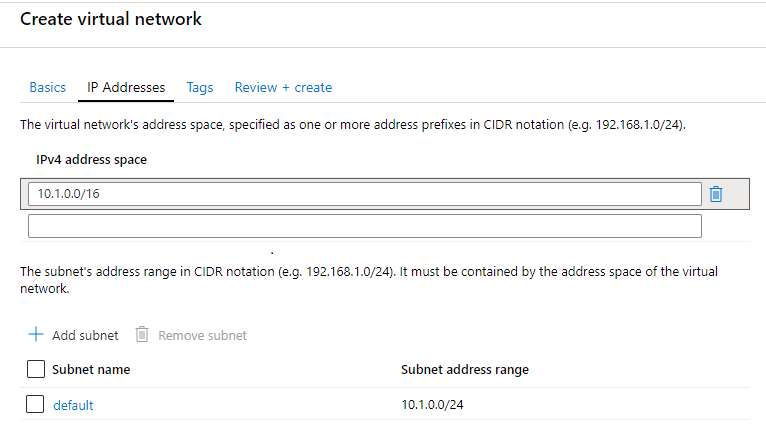 Create virtual network
Basics IP Addresses Tags Review + create
The virtual network's address space, specified as one or more address prefixes in CIDR notation (e.g. 192.168.1.0/24).
IPv4 address space
10.1.0.0/16
The subnet's address range in CIDR notation (e.g. 192.168.1.0/24). It must be contained by the address space of the virtual
network.
+ Add subnet Remove subnet
Subnet name Subnet address range
default 10.1.0.0/24